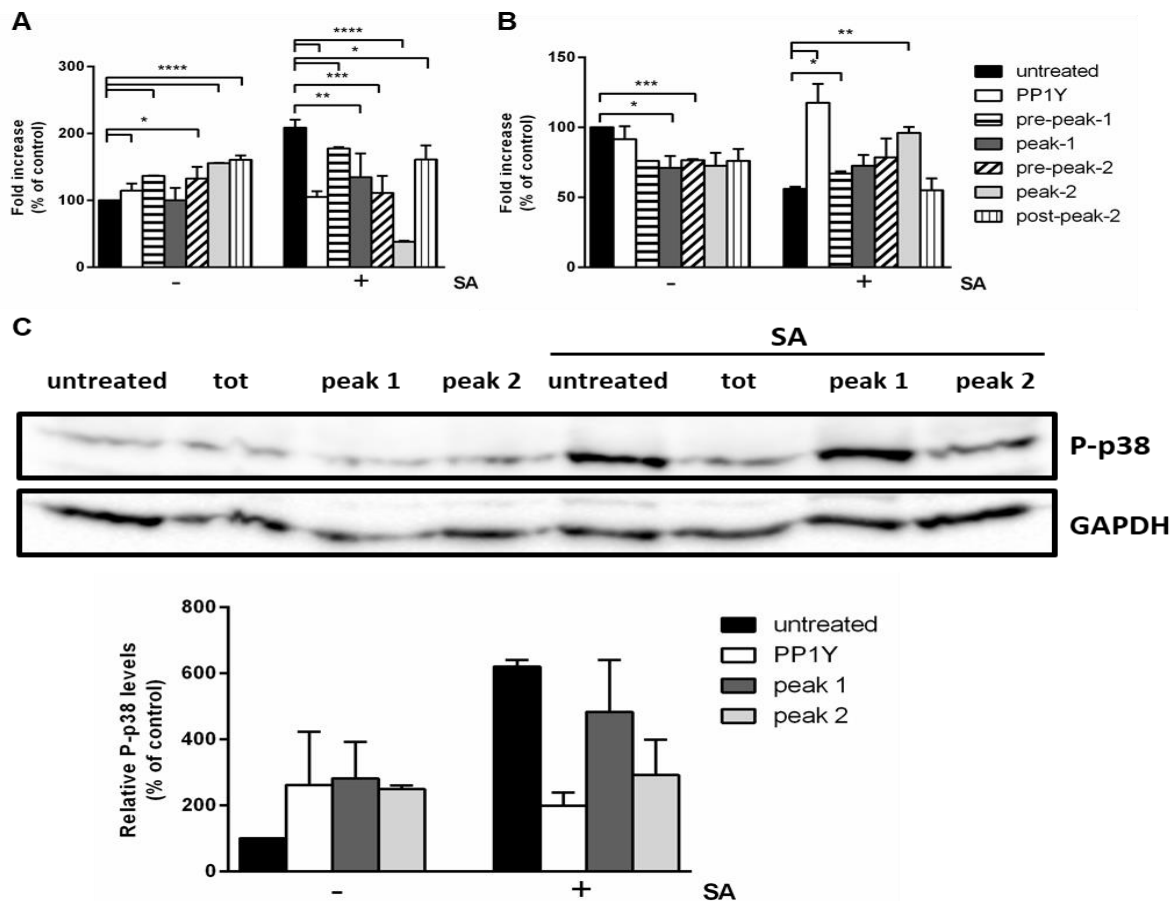 A
Fold increase
(% of control)
300
200
100
0
****
*
****
*
***
**
-
+
SA
B
Fold increase
(% of control)
150
100
50
0
***
*
**
*
-
+
SA
untreated
PP1Y
pre-peak-1
peak-1
pre-peak-2
peak-2
post-peak-2
C
SA
untreated tot peak 1 peak 2 untreated tot peak 1 peak 2
P-p38
GAPDH
Relative P-p38 levels
(% of control)
800
600
400
200
0
-
+
SA
untreated
PP1Y
peak 1
peak 2